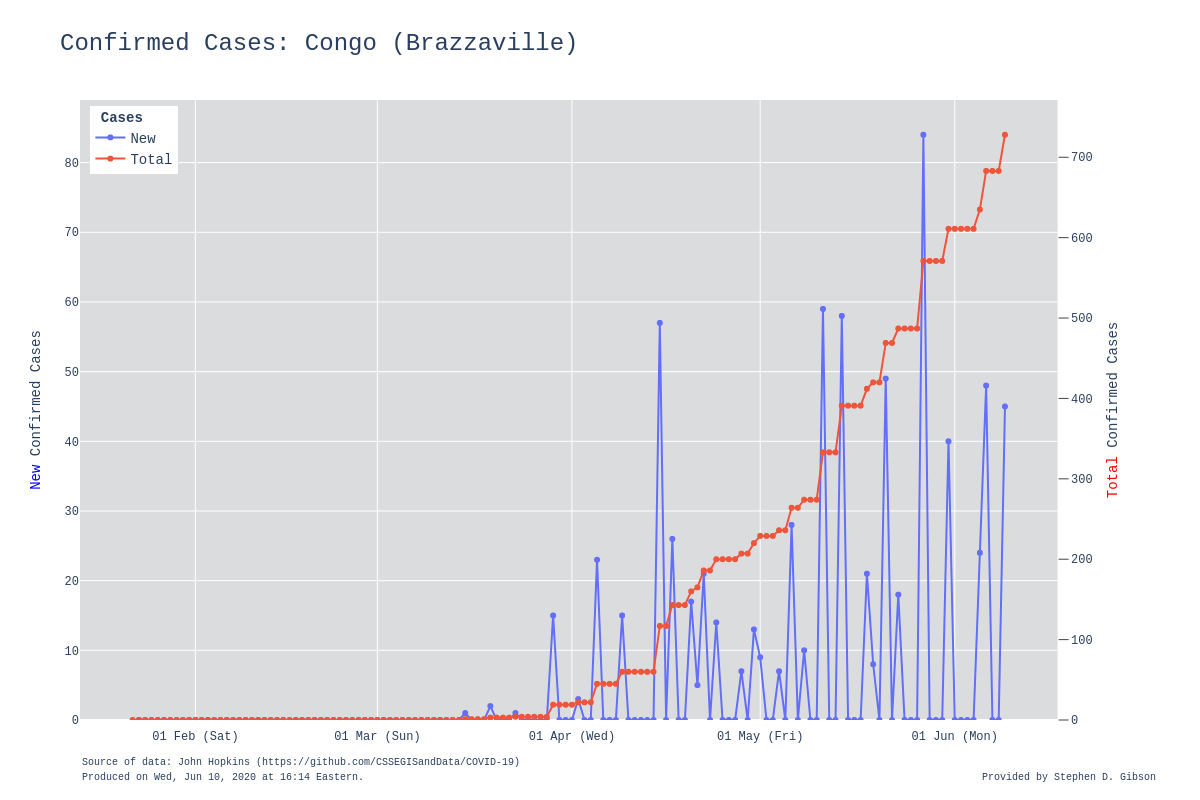 Confirmed Cases: Congo (Brazzaville)
Cases
New
Total
80
70
60
50
40
30
20
10
0
New Confirmed Cases
700
600
500
400
300
200
100
0
Total Confirmed Cases
01 Feb (Sat)
01 Mar (Sun)
01 Apr (Wed)
01 May (Fri)
01 Jun (Mon)
Source of data: John Hopkins (https://github.com/CSSEGISandData/COVID-19)
Produced on Wed, Jun 10, 2020 at 16:14 Eastern.
Provided by Stephen D. Gibson